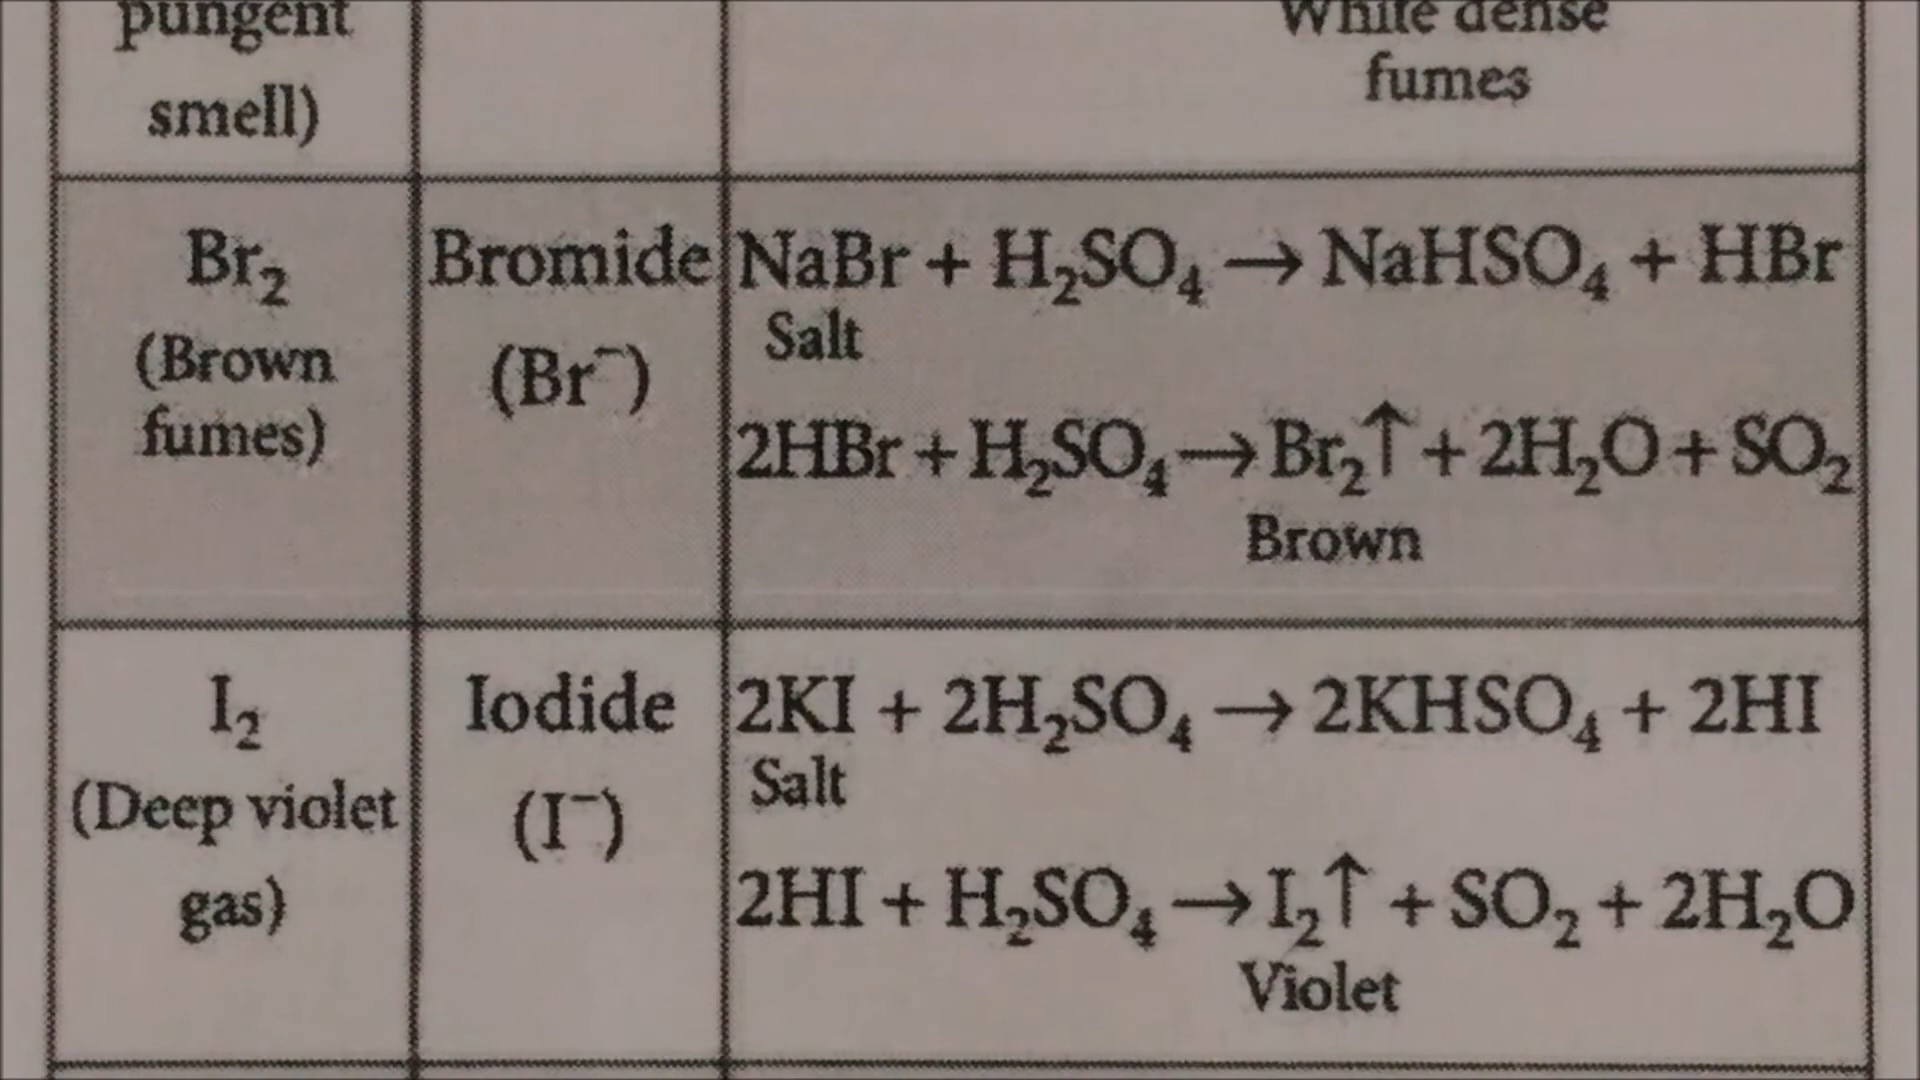 pungent
smell)
White dense
fumes
Br₂
(Brown
fumes)
Bromide
(Br⁻)
NaBr + H₂SO₄ → NaHSO₄ + HBr
Salt
2HBr + H₂SO₄ → Br₂↑ + 2H₂O + SO₂
Brown
I₂
(Deep violet
gas)
Iodide
(I⁻)
2KI + 2H₂SO₄ → 2KHSO₄ + 2HI
Salt
2HI + H₂SO₄ → I₂↑ + SO₂ + 2H₂O
Violet